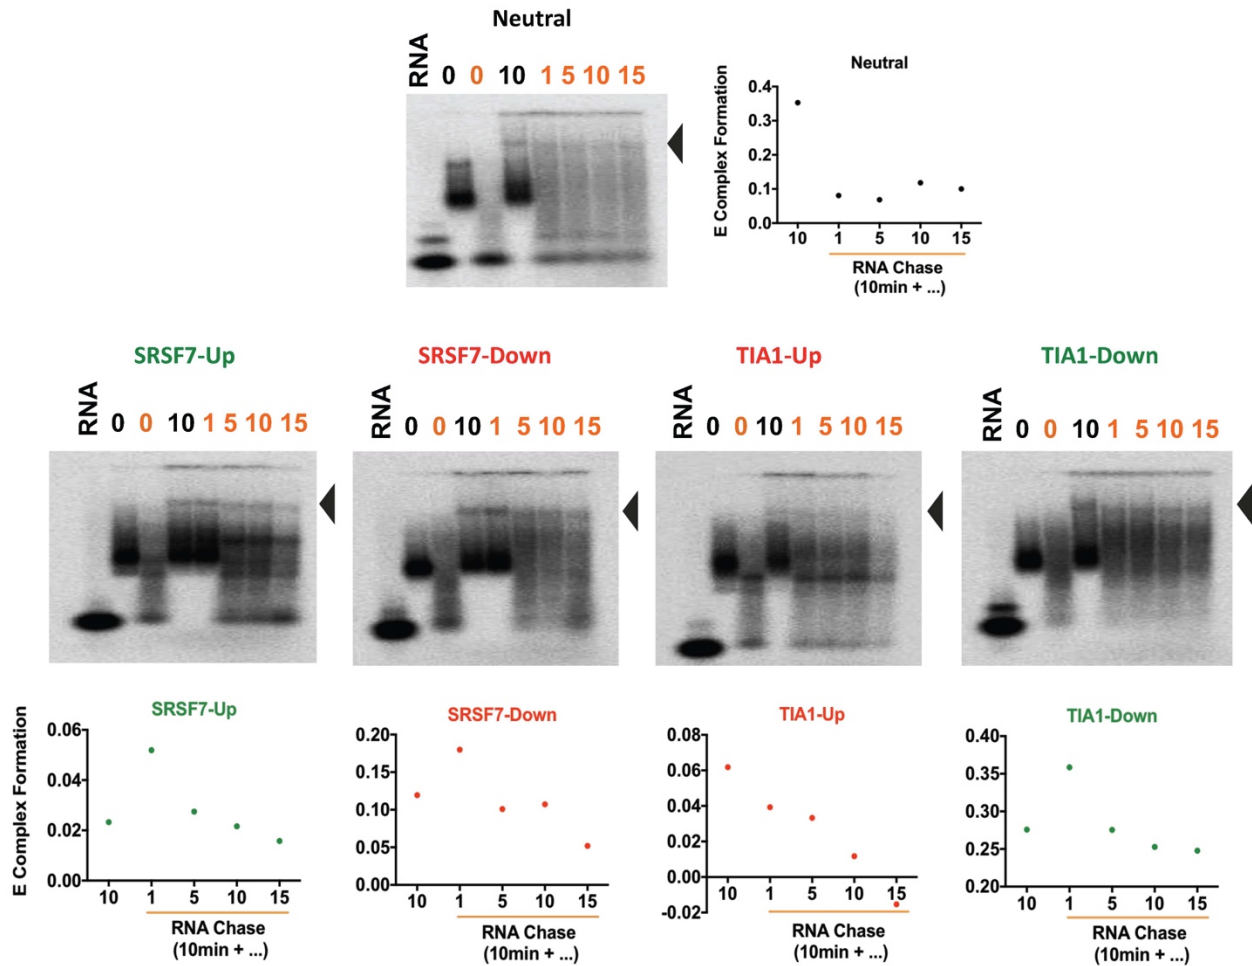 Neutral
RNA 0 0 10 1 5 10 15
Neutral
E Complex Formation
0.4
0.3
0.2
0.1
0.0
10 1 5 10 15
RNA Chase
(10min + ...)
SRSF7-Up
RNA 0 0 10 1 5 10 15
SRSF7-Down
RNA 0 0 10 1 5 10 15
TIA1-Up
RNA 0 0 10 1 5 10 15
TIA1-Down
RNA 0 0 10 1 5 10 15
SRSF7-Up
E Complex Formation
0.06
0.04
0.02
0.00
10 1 5 10 15
RNA Chase
(10min + ...)
SRSF7-Down
0.20
0.15
0.10
0.05
0.00
10 1 5 10 15
RNA Chase
(10min + ...)
TIA1-Up
0.08
0.06
0.04
0.02
0.00
-0.02
10 1 5 10 15
RNA Chase
(10min + ...)
TIA1-Down
0.40
0.35
0.30
0.25
0.20
10 1 5 10 15
RNA Chase
(10min + ...)